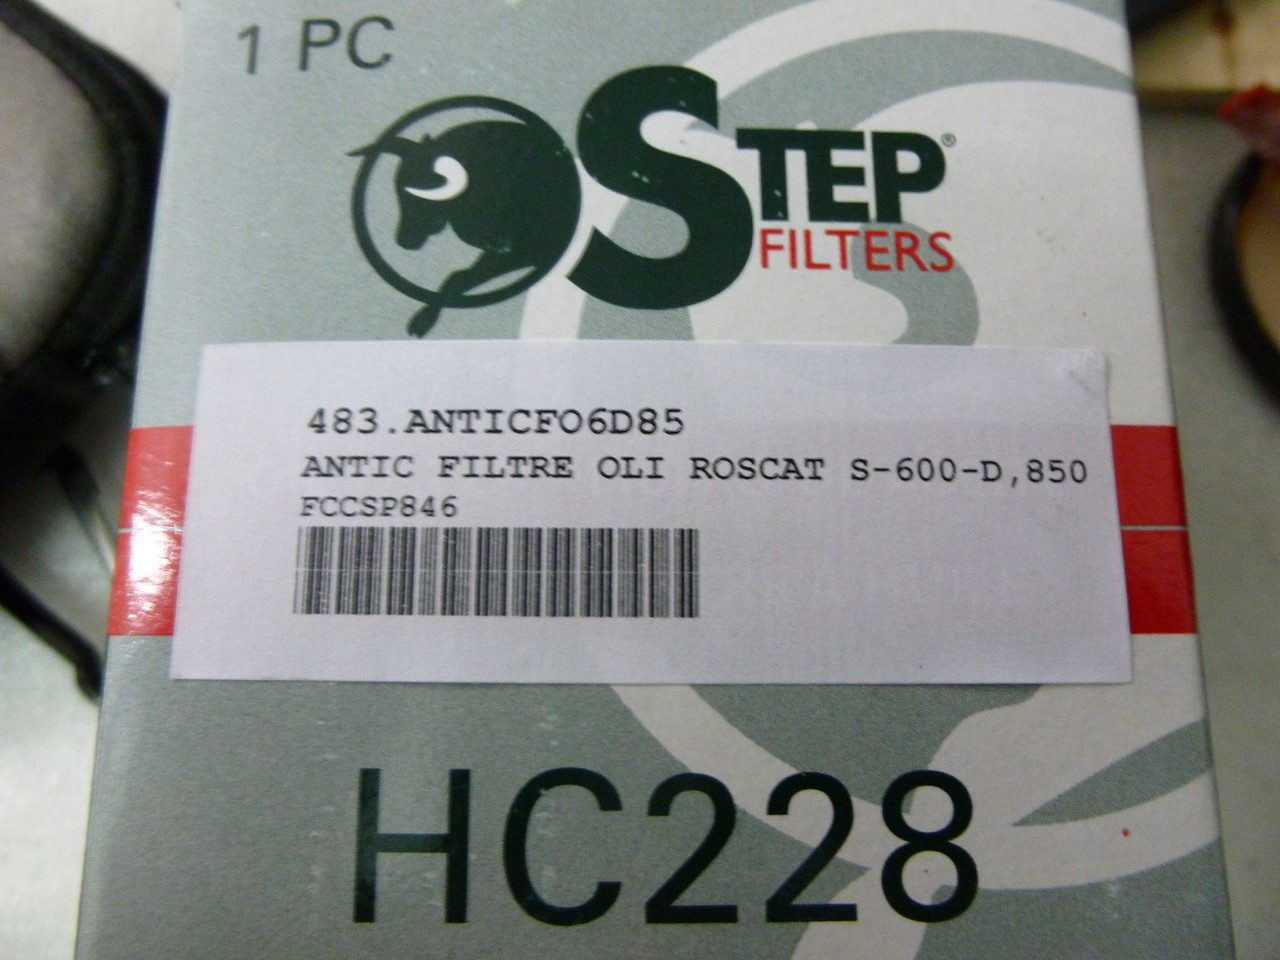 1 PC
STEP®
FILTERS
483.ANTICFO6D85
ANTIC FILTRE OLI ROSCAT S-600-D,850
FCCSP846
HC228